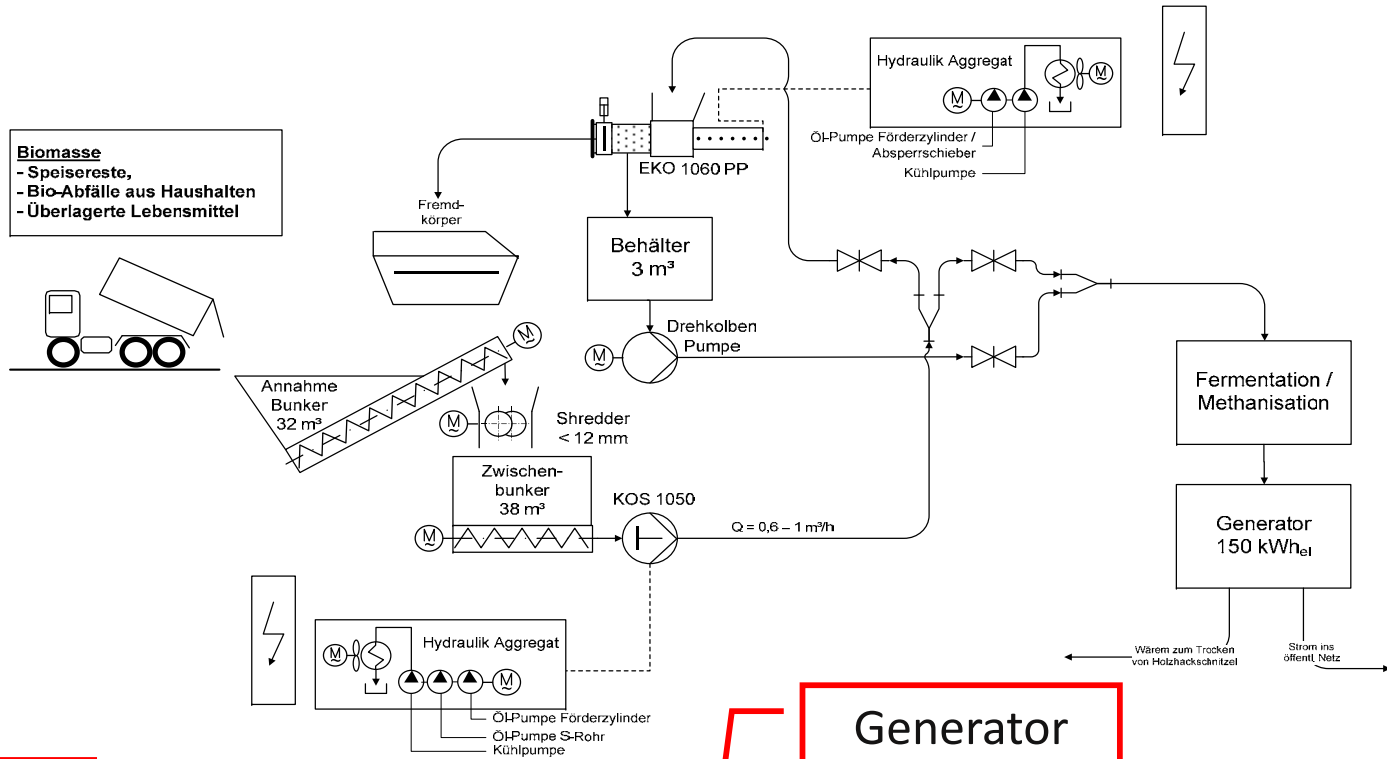 Hydraulik Aggregat
M
~
M
~
Öl-Pumpe Förderzylinder /
Absperrschieber
Kühlpumpe
Biomasse
- Speisereste,
- Bio-Abfälle aus Haushalten
- Überlagerte Lebensmittel
EKO 1060 PP
Fremd-
körper
Behälter
3 m³
Drehkolben
Pumpe
M
~
M
~
Annahme
Bunker
32 m³
M
~
Shredder
< 12 mm
Zwischen-
bunker
38 m³
KOS 1050
M
~
Q = 0,6 – 1 m³/h
Fermentation /
Methanisation
Generator
150 kWhel
Wärem zum Trocken
von Holzhackschnitzel
Strom ins
öffentl. Netz
Hydraulik Aggregat
M
~
M
~
Öl-Pumpe Förderzylinder
Öl-Pumpe S-Rohr
Kühlpumpe
Generator